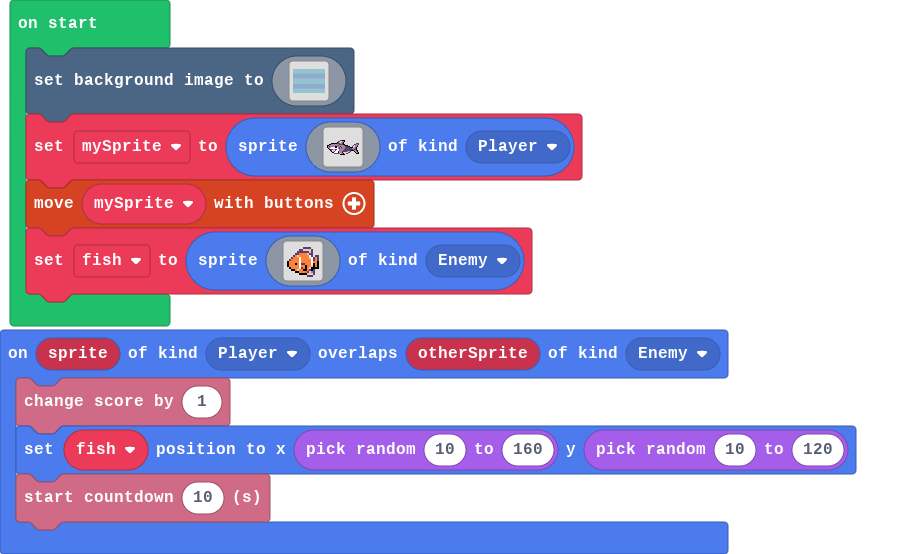 on start
set background image to
set mySprite to sprite of kind Player
move mySprite with buttons
set fish to sprite of kind Enemy
on sprite of kind Player overlaps otherSprite of kind Enemy
change score by 1
set fish position to x pick random 10 to 160 y pick random 10 to 120
start countdown 10 (s)